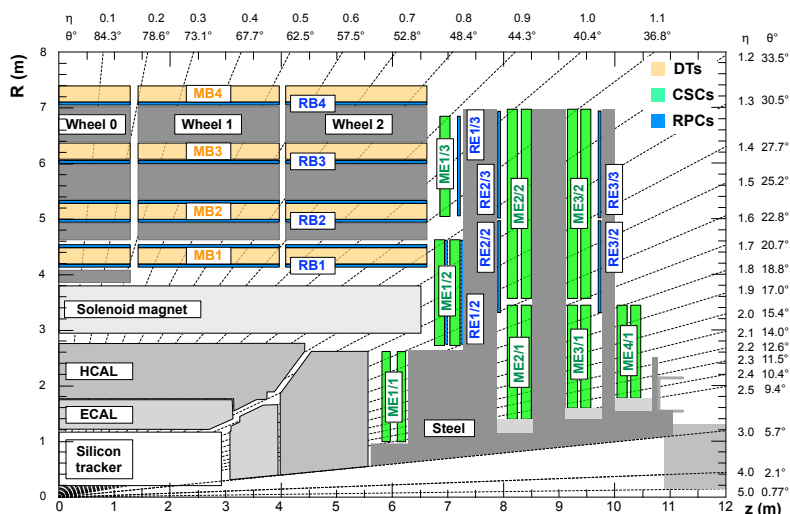 η 0.1 0.2 0.3 0.4 0.5 0.6 0.7 0.8 0.9 1.0 1.1 η θ°
θ° 84.3° 78.6° 73.1° 67.7° 62.5° 57.5° 52.8° 48.4° 44.3° 40.4° 36.8°
R (m)
8
7
6
5
4
3
2
1
0
1.2 33.5°
1.3 30.5°
1.4 27.7°
1.5 25.2°
1.6 22.8°
1.7 20.7°
1.8 18.8°
1.9 17.0°
2.0 15.4°
2.1 14.0°
2.2 12.6°
2.3 11.5°
2.4 10.4°
2.5 9.4°
3.0 5.7°
4.0 2.1°
5.0 0.77°
DTs
CSCs
RPCs
MB4
RB4
Wheel 0
Wheel 1
Wheel 2
MB3
RB3
MB2
RB2
MB1
RB1
Solenoid magnet
HCAL
ECAL
Silicon
tracker
Steel
ME1/3
RE1/3
RE2/3
ME2/2
ME3/2
RE3/3
ME1/2
RE2/2
RE3/2
RE1/2
ME1/1
ME2/1
ME3/1
ME4/1
0 1 2 3 4 5 6 7 8 9 10 11 12
z (m)